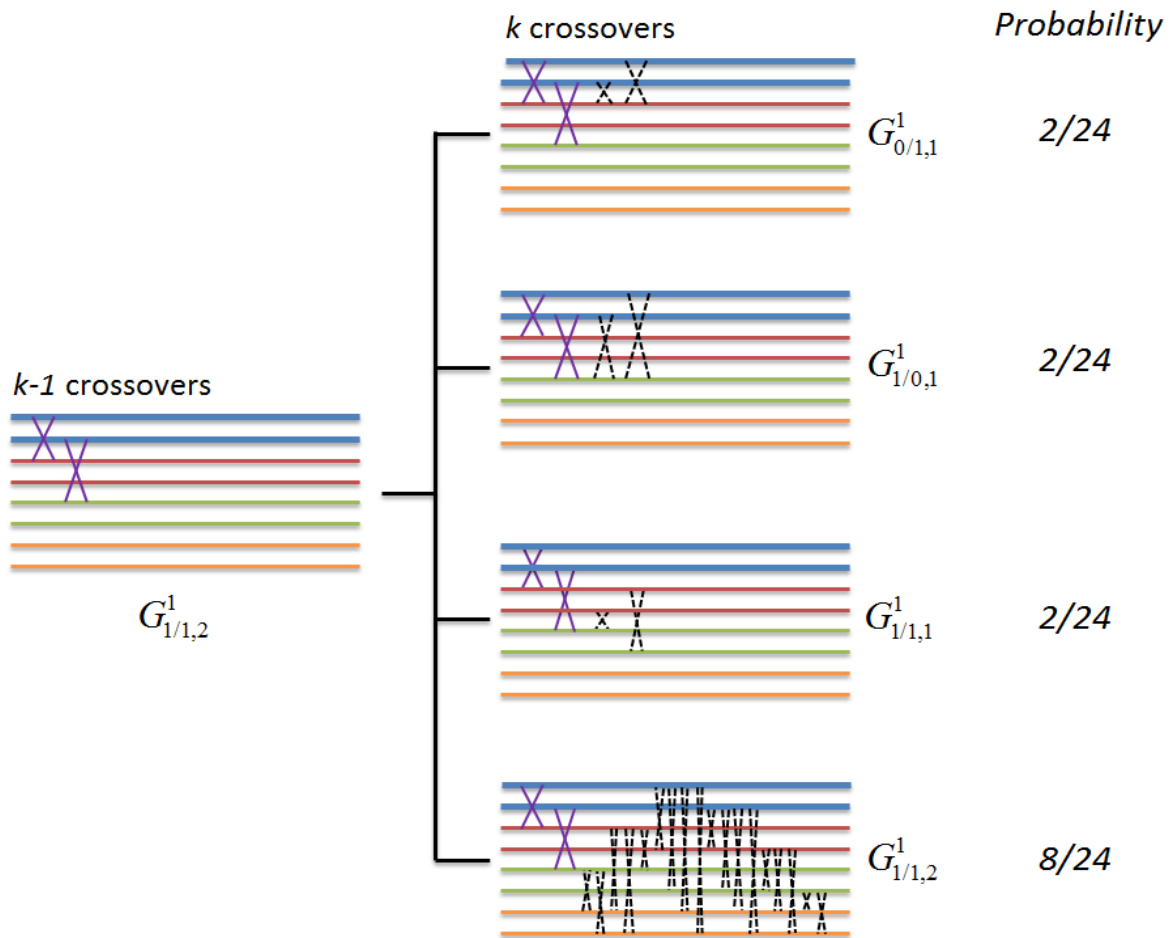 k crossovers
Probability
G^1_{0/1,1}
2/24
G^1_{1/0,1}
2/24
k-1 crossovers
G^1_{1/1,2}
G^1_{1/1,1}
2/24
G^1_{1/1,2}
8/24